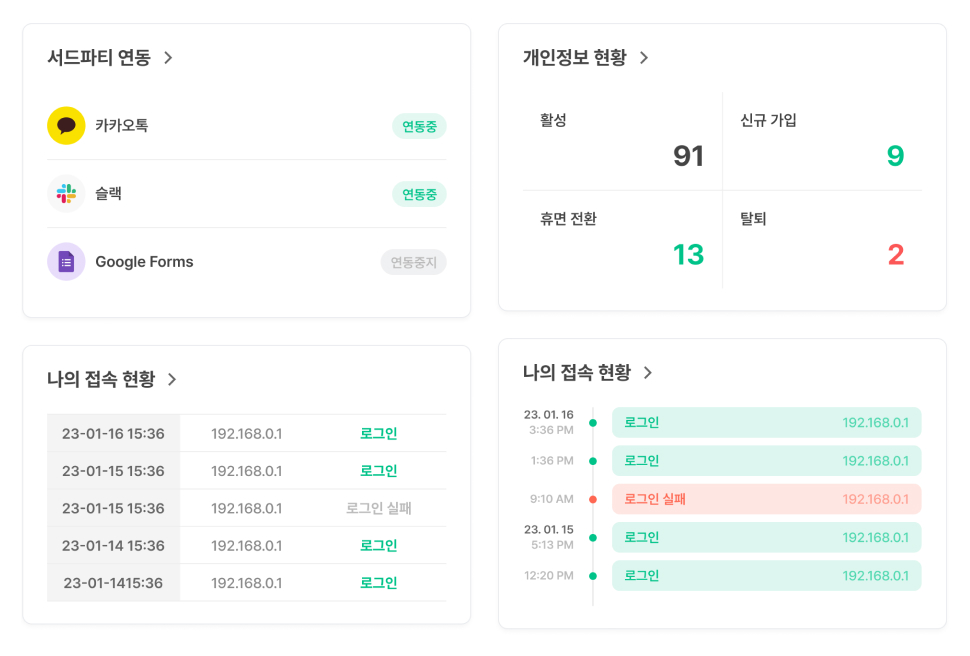 서드파티 연동
카카오톡 연동중
슬랙 연동중
Google Forms 연동중지
개인정보 현황
활성 신규 가입
91 9
휴면 전환 탈퇴
13 2
나의 접속 현황
23-01-16 15:36 192.168.0.1 로그인
23-01-15 15:36 192.168.0.1 로그인
23-01-15 15:36 192.168.0.1 로그인 실패
23-01-14 15:36 192.168.0.1 로그인
23-01-1415:36 192.168.0.1 로그인
나의 접속 현황
23. 01. 16
3:36 PM 로그인 192.168.0.1
1:36 PM 로그인 192.168.0.1
9:10 AM 로그인 실패 192.168.0.1
23. 01. 15
5:13 PM 로그인 192.168.0.1
12:20 PM 로그인 192.168.0.1